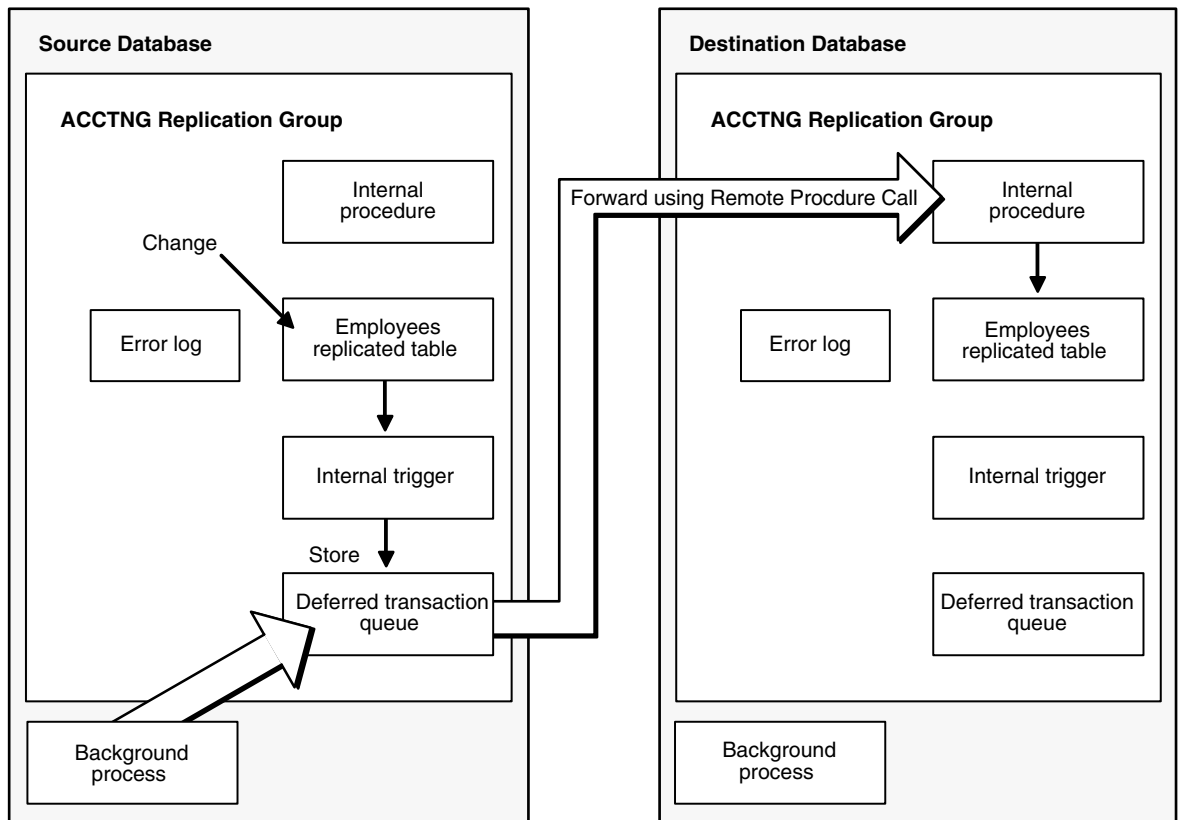 Source Database
ACCTNG Replication Group
Internal
procedure
Change
Error log
Employees
replicated table
Internal trigger
Store
Deferred transaction
queue
Background
process
Forward using Remote Procdure Call
Destination Database
ACCTNG Replication Group
Internal
procedure
Error log
Employees
replicated table
Internal trigger
Deferred transaction
queue
Background
process